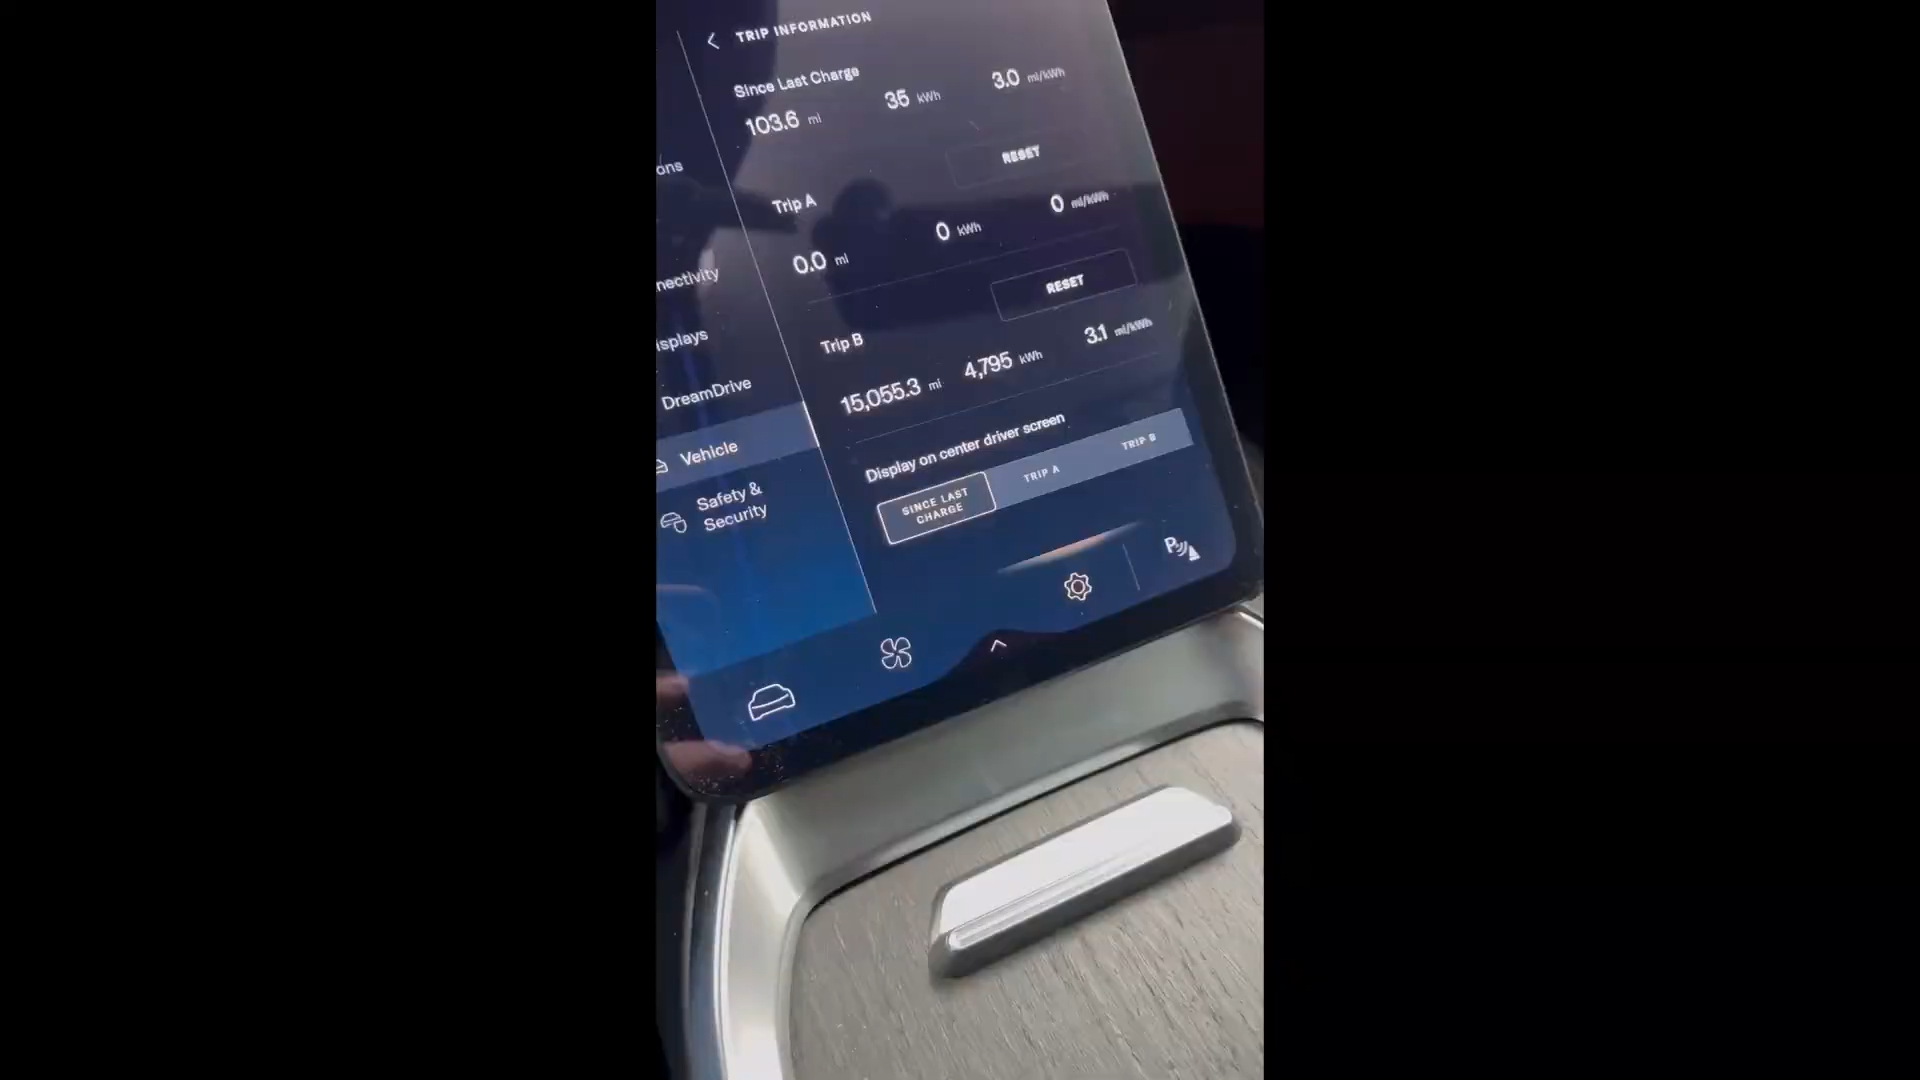 TRIP INFORMATION
Since Last Charge
103.6 mi 35 kWh 3.0 mi/kWh
RESET
Trip A
0.0 mi 0 kWh 0 mi/kWh
RESET
Trip B
15,055.3 mi 4,795 kWh 3.1 mi/kWh
Display on center driver screen
SINCE LAST
CHARGE
TRIP A
TRIP B
ons
nectivity
isplays
DreamDrive
Vehicle
Safety &
Security
P